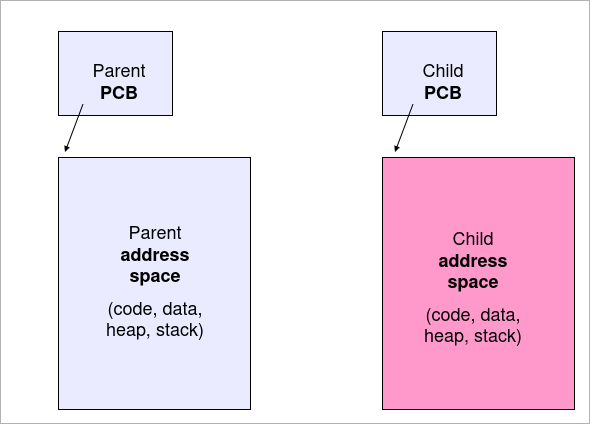 Parent
PCB
Child
PCB
Parent
address
space
(code, data,
heap, stack)
Child
address
space
(code, data,
heap, stack)